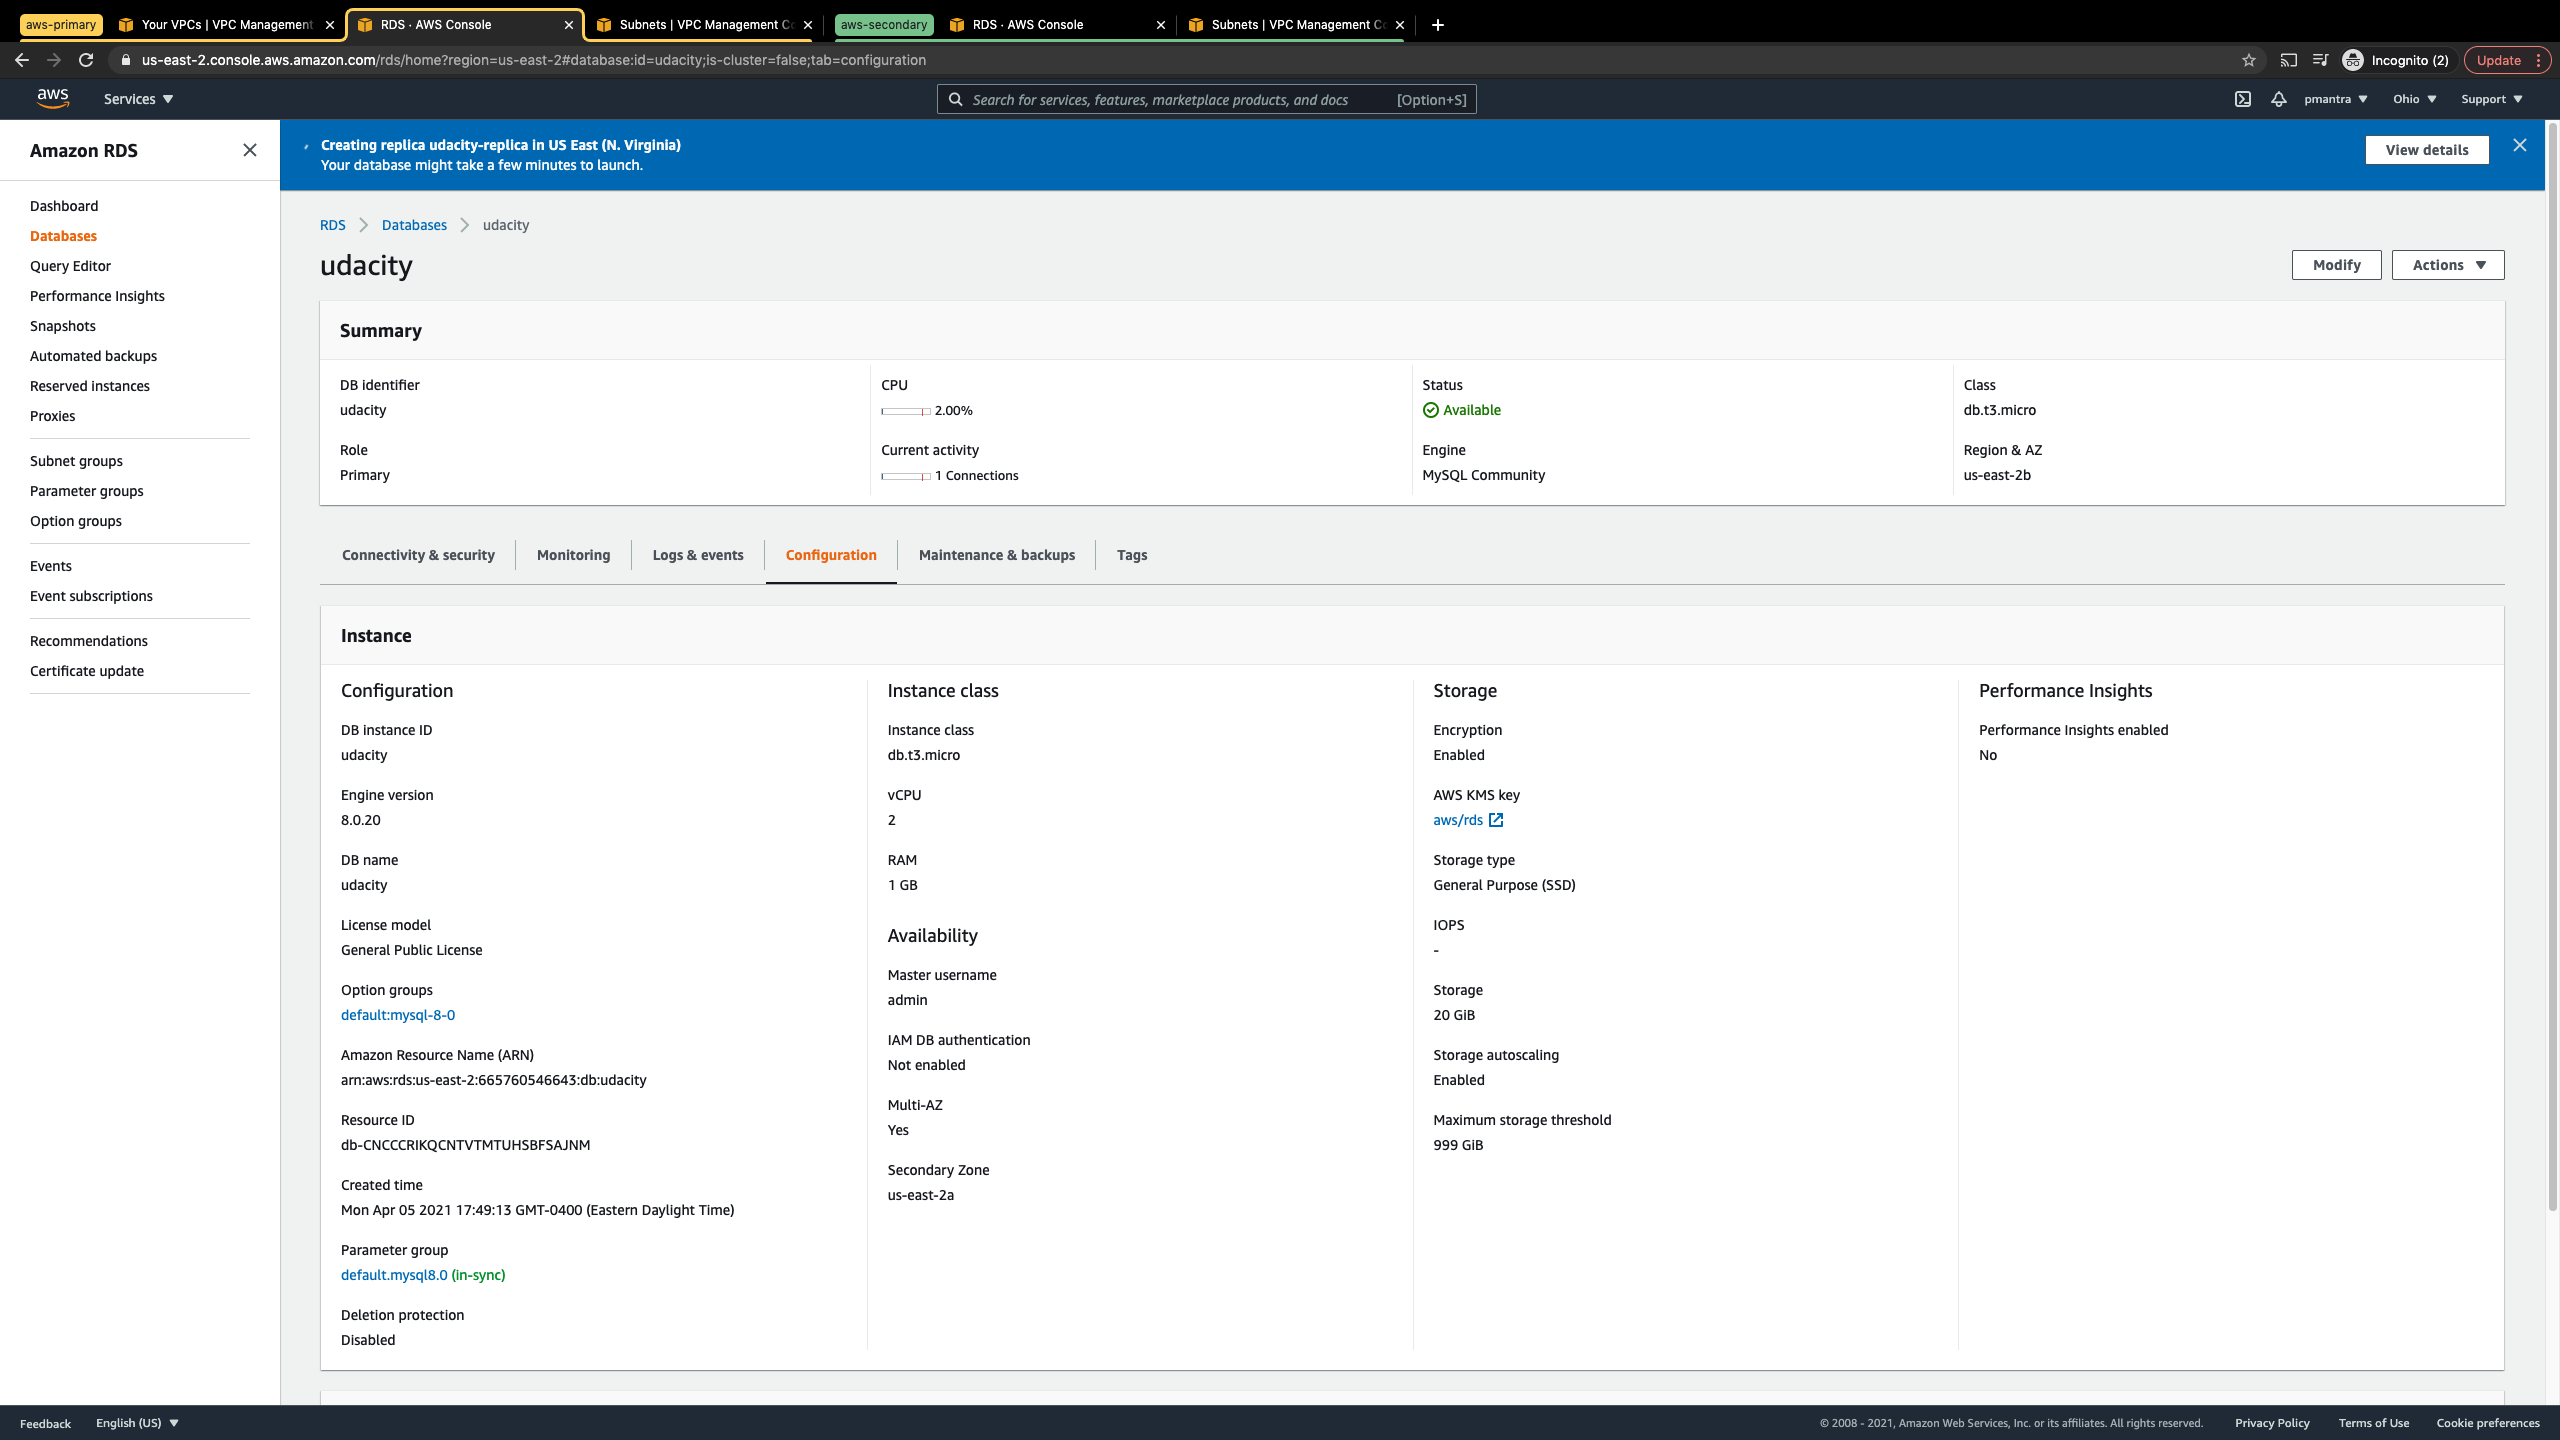 aws-primary
Your VPCs | VPC Management
RDS · AWS Console
Subnets | VPC Management Co
aws-secondary
RDS · AWS Console
Subnets | VPC Management Co
us-east-2.console.aws.amazon.com/rds/home?region=us-east-2#database:id=udacity;is-cluster=false;tab=configuration
Incognito (2)
Update
aws
Services
Search for services, features, marketplace products, and docs
[Option+S]
pmantra
Ohio
Support
Amazon RDS
Dashboard
Databases
Query Editor
Performance Insights
Snapshots
Automated backups
Reserved instances
Proxies
Subnet groups
Parameter groups
Option groups
Events
Event subscriptions
Recommendations
Certificate update
Creating replica udacity-replica in US East (N. Virginia)
Your database might take a few minutes to launch.
View details
RDS
Databases
udacity
udacity
Modify
Actions
Summary
DB identifier
udacity
Role
Primary
CPU
2.00%
Current activity
1 Connections
Status
Available
Engine
MySQL Community
Class
db.t3.micro
Region & AZ
us-east-2b
Connectivity & security
Monitoring
Logs & events
Configuration
Maintenance & backups
Tags
Instance
Configuration
DB instance ID
udacity
Engine version
8.0.20
DB name
udacity
License model
General Public License
Option groups
default:mysql-8-0
Amazon Resource Name (ARN)
arn:aws:rds:us-east-2:665760546643:db:udacity
Resource ID
db-CNCCCRIKQCNTVTMTUHSBFSAJNM
Created time
Mon Apr 05 2021 17:49:13 GMT-0400 (Eastern Daylight Time)
Parameter group
default.mysql8.0 (in-sync)
Deletion protection
Disabled
Instance class
Instance class
db.t3.micro
vCPU
2
RAM
1 GB
Availability
Master username
admin
IAM DB authentication
Not enabled
Multi-AZ
Yes
Secondary Zone
us-east-2a
Storage
Encryption
Enabled
AWS KMS key
aws/rds
Storage type
General Purpose (SSD)
IOPS
-
Storage
20 GiB
Storage autoscaling
Enabled
Maximum storage threshold
999 GiB
Performance Insights
Performance Insights enabled
No
Feedback
English (US)
© 2008 - 2021, Amazon Web Services, Inc. or its affiliates. All rights reserved.
Privacy Policy
Terms of Use
Cookie preferences